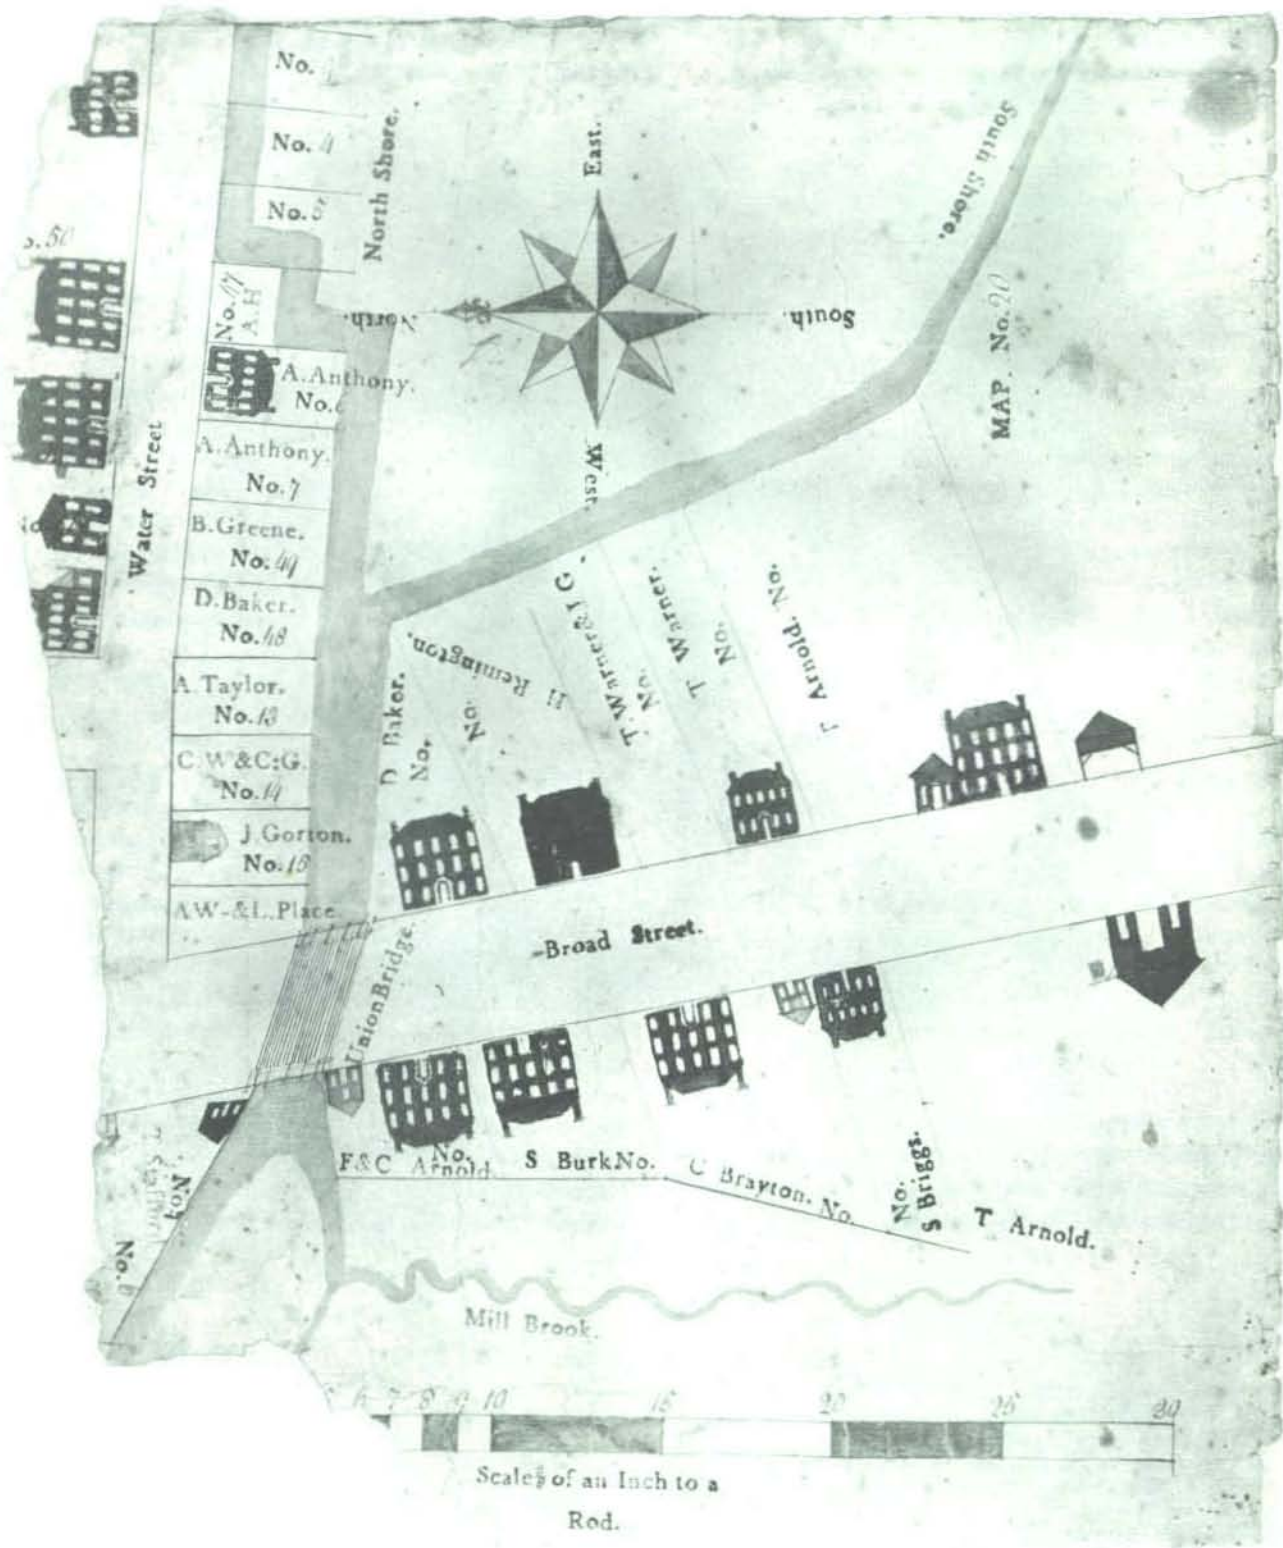 No.
No. 4
No. 5
North Shore.
East.
South Shore.
50
No. 47
A.H
North.
South.
MAP. No. 20
A. Anthony.
No. 6
A. Anthony.
No. 7
West.
Water Street
B. Greene.
No. 49
D. Baker.
No. 48
A. Taylor.
No. 13
C. W & C: G.
No. 14
J. Gorton.
No. 15
A W- & L. Place
D. Baker.
No.
H Remington.
No.
T. Warner & J G.
No.
T Warner.
No.
Arnold. No.
Broad Street.
Union Bridge.
F & C Arnold
No.
S Burk No.
C Brayton. No.
No.
S Briggs.
T Arnold.
No.
No.
Mill Brook.
6 7 8 9 10 15 20 25 30
Scale of an Inch to a
Rod.